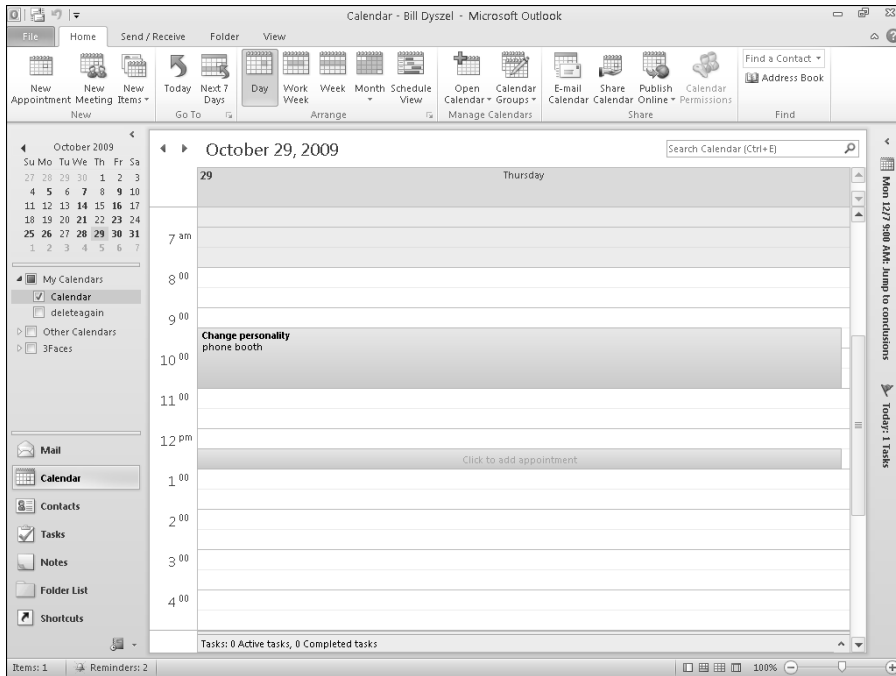 Calendar - Bill Dyszel - Microsoft Outlook
File Home Send / Receive Folder View
New Appointment
New Meeting
New Items
New
Today
Next 7 Days
Go To
Day
Work Week
Week
Month
Schedule View
Arrange
Open Calendar
Calendar Groups
Manage Calendars
E-mail Calendar
Share Calendar
Publish Online
Calendar Permissions
Share
Find a Contact
Address Book
Find
October 2009
Su Mo Tu We Th Fr Sa
27 28 29 30 1 2 3
4 5 6 7 8 9 10
11 12 13 14 15 16 17
18 19 20 21 22 23 24
25 26 27 28 29 30 31
1 2 3 4 5 6 7
My Calendars
Calendar
deleteagain
Other Calendars
3Faces
Mail
Calendar
Contacts
Tasks
Notes
Folder List
Shortcuts
October 29, 2009
Search Calendar (Ctrl+E)
29 Thursday
7 am
8 00
9 00
Change personality
phone booth
10 00
11 00
12 pm
Click to add appointment
1 00
2 00
3 00
4 00
Tasks: 0 Active tasks, 0 Completed tasks
Mon 12/7 9:00 AM: Jump to conclusions
Today: 1 Tasks
Items: 1 Reminders: 2 100%